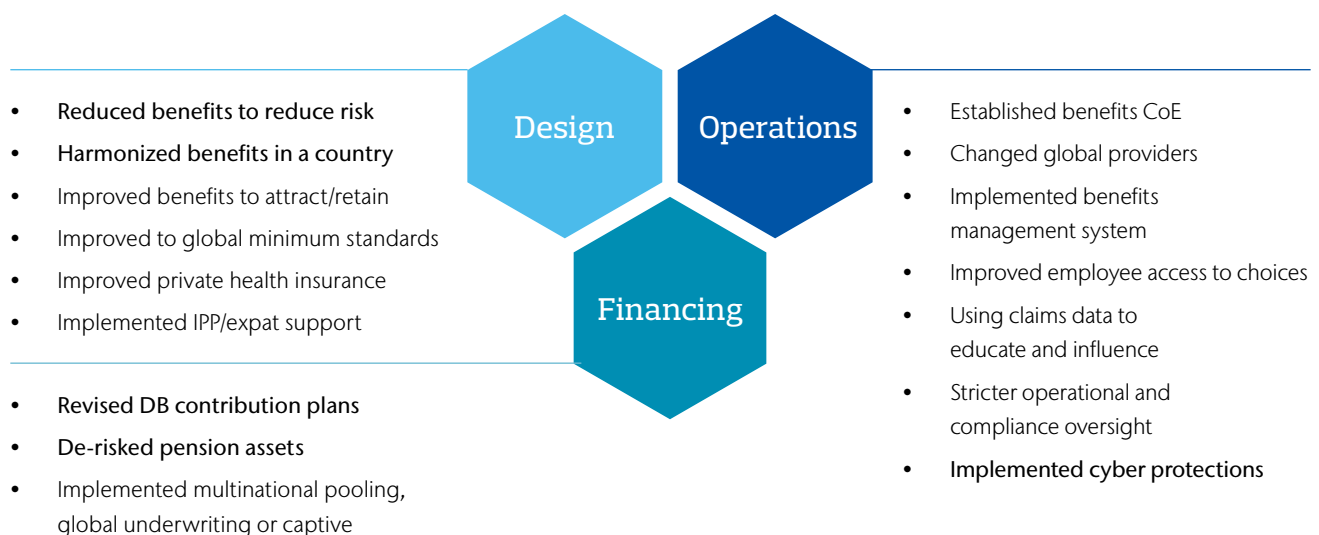 Design
Operations
Financing
• Reduced benefits to reduce risk
• Harmonized benefits in a country
• Improved benefits to attract/retain
• Improved to global minimum standards
• Improved private health insurance
• Implemented IPP/expat support
• Revised DB contribution plans
• De-risked pension assets
• Implemented multinational pooling,
global underwriting or captive
• Established benefits CoE
• Changed global providers
• Implemented benefits
management system
• Improved employee access to choices
• Using claims data to
educate and influence
• Stricter operational and
compliance oversight
• Implemented cyber protections